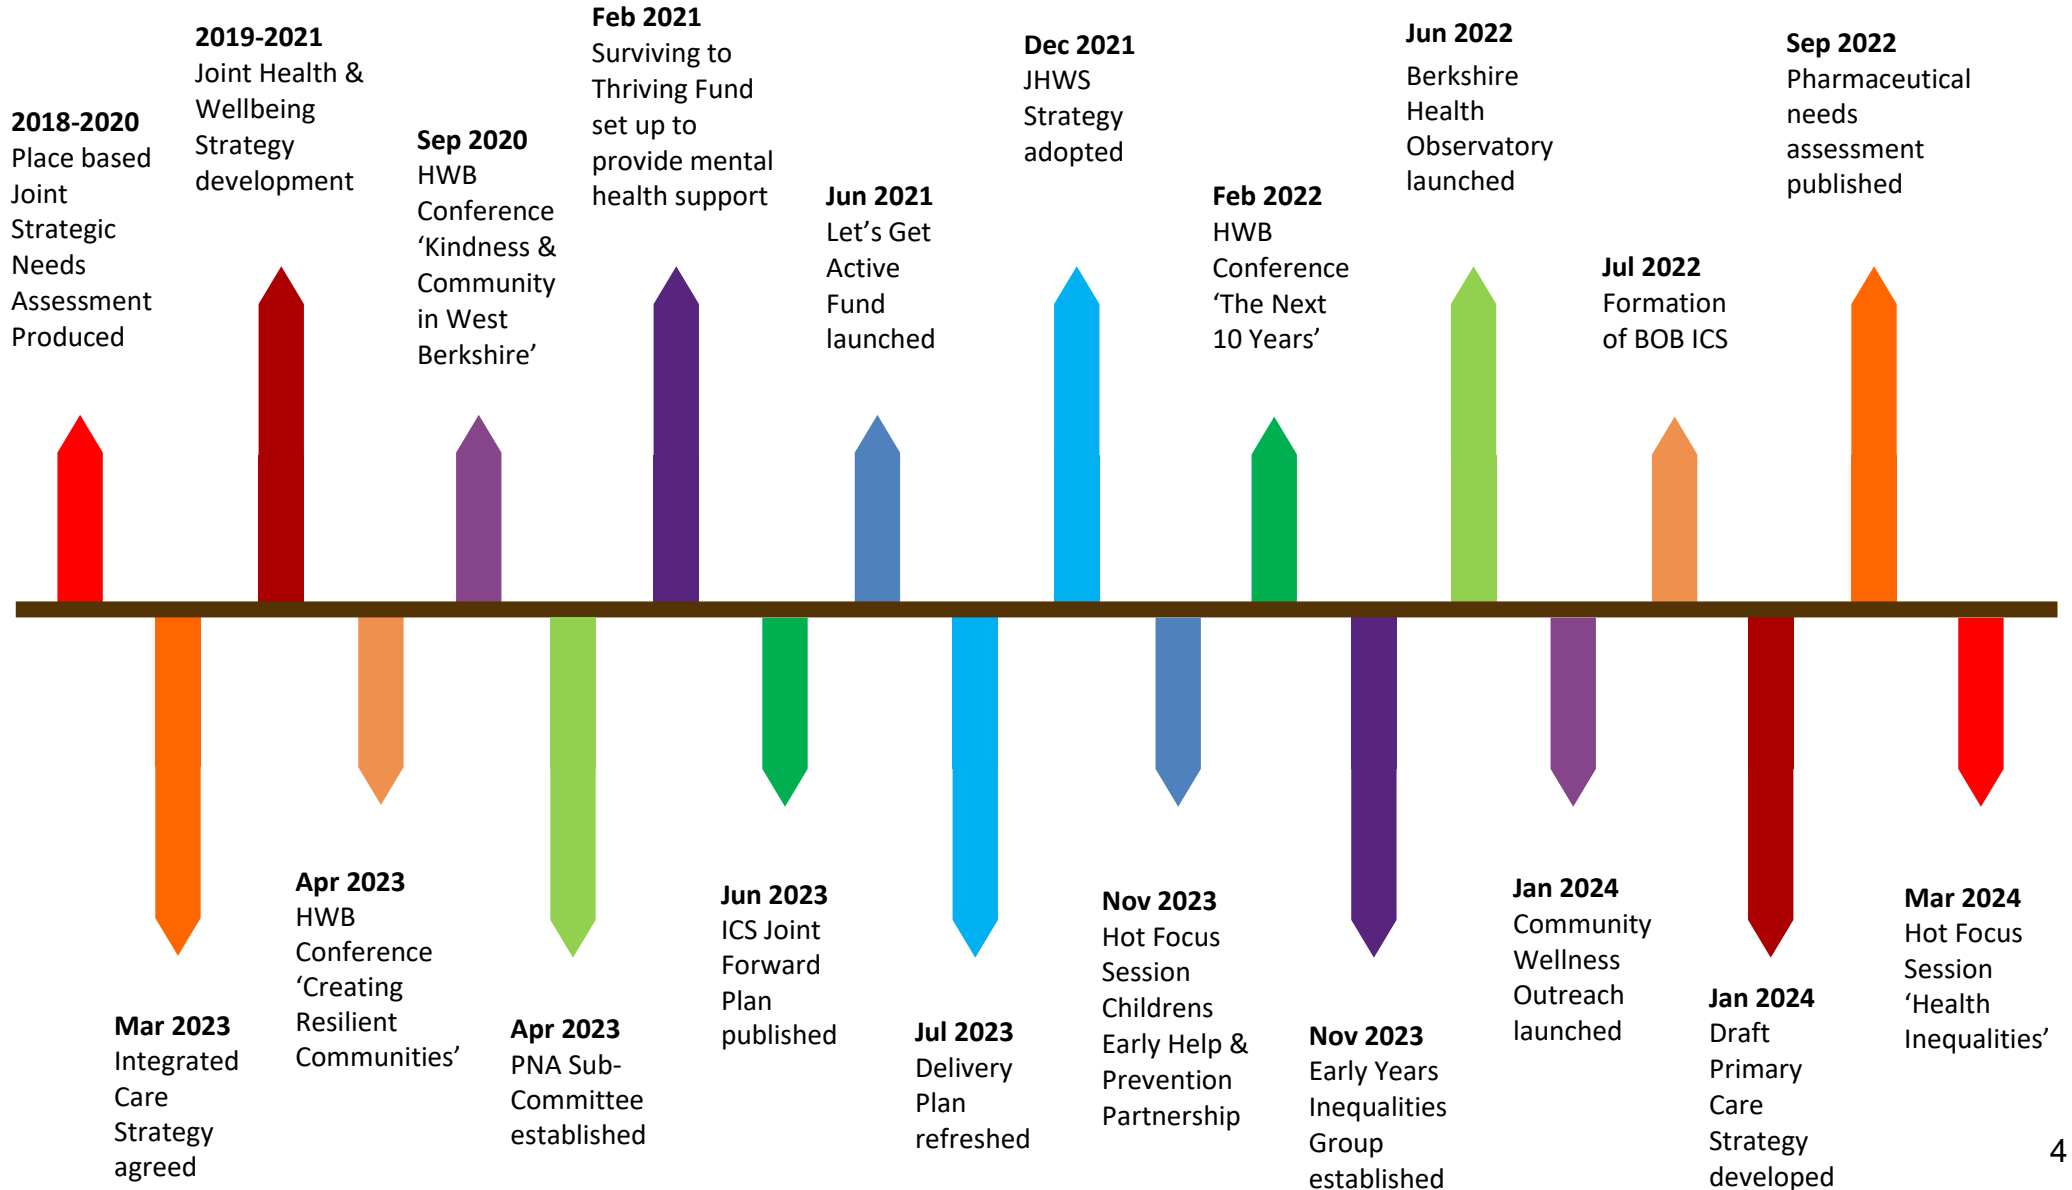 2018-2020
Place based
Joint
Strategic
Needs
Assessment
Produced
2019-2021
Joint Health &
Wellbeing
Strategy
development
Sep 2020
HWB
Conference
‘Kindness &
Community
in West
Berkshire’
Feb 2021
Surviving to
Thriving Fund
set up to
provide mental
health support
Jun 2021
Let’s Get
Active
Fund
launched
Dec 2021
JHWS
Strategy
adopted
Feb 2022
HWB
Conference
‘The Next
10 Years’
Jun 2022
Berkshire
Health
Observatory
launched
Jul 2022
Formation
of BOB ICS
Sep 2022
Pharmaceutical
needs
assessment
published
Mar 2023
Integrated
Care
Strategy
agreed
Apr 2023
HWB
Conference
‘Creating
Resilient
Communities’
Apr 2023
PNA Sub-
Committee
established
Jun 2023
ICS Joint
Forward
Plan
published
Jul 2023
Delivery
Plan
refreshed
Nov 2023
Hot Focus
Session
Childrens
Early Help &
Prevention
Partnership
Nov 2023
Early Years
Inequalities
Group
established
Jan 2024
Community
Wellness
Outreach
launched
Jan 2024
Draft
Primary
Care
Strategy
developed
Mar 2024
Hot Focus
Session
‘Health
Inequalities’
4